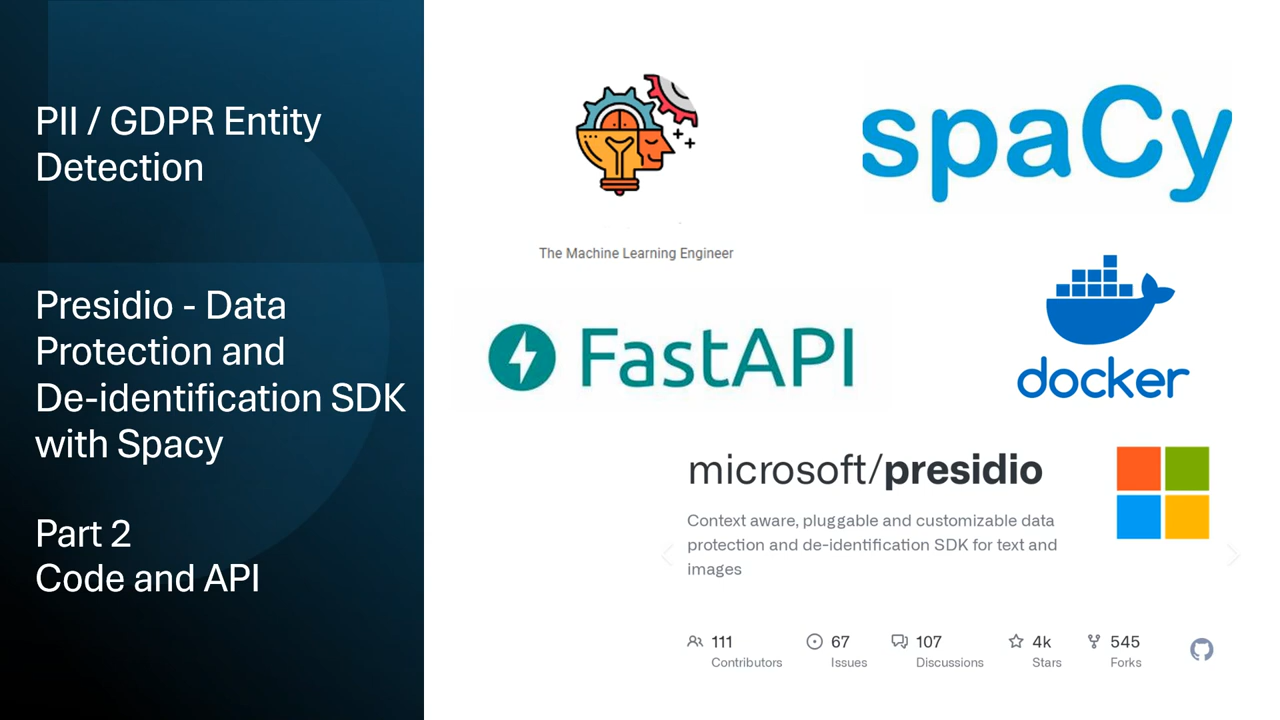 PII / GDPR Entity
Detection
Presidio - Data
Protection and
De-identification SDK
with Spacy
Part 2
Code and API
The Machine Learning Engineer
spaCy
FastAPI
docker
microsoft/presidio
Context aware, pluggable and customizable data
protection and de-identification SDK for text and
images
111 67 107 4k 545
Contributors Issues Discussions Stars Forks